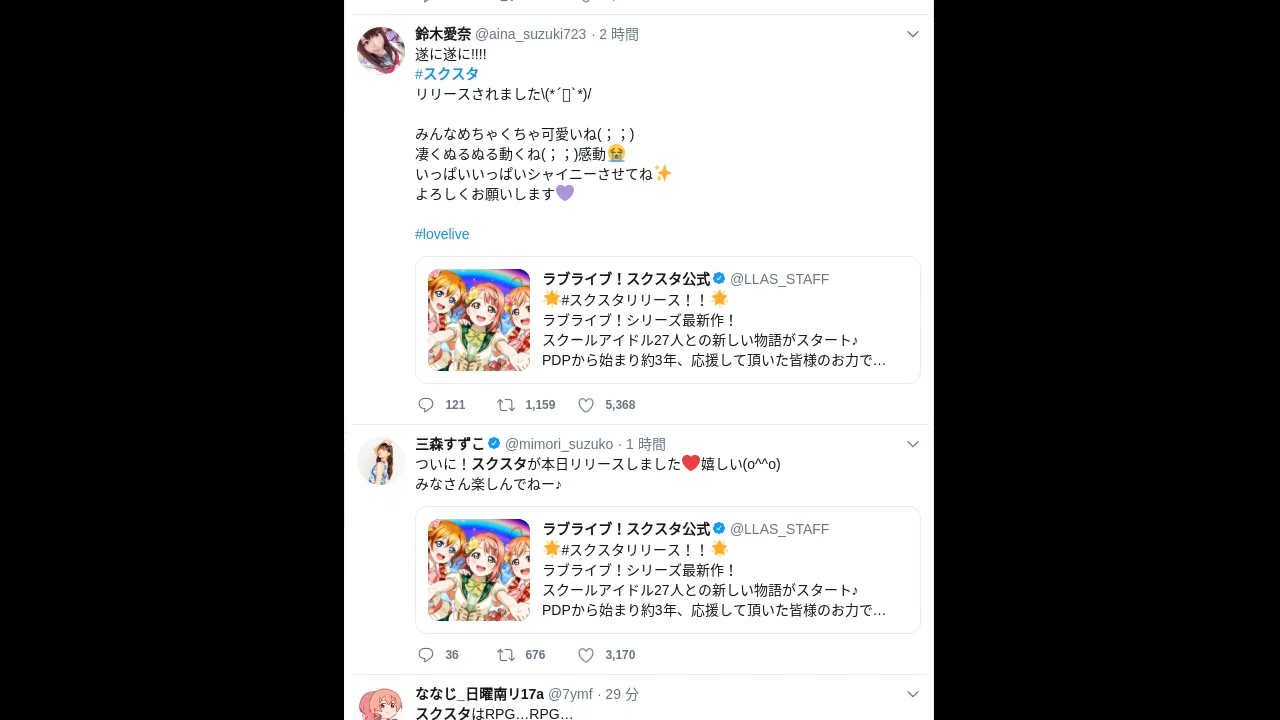 鈴木愛奈 @aina_suzuki723 · 2 時間
遂に遂に!!!!
#スクスタ
リリースされました\(*´▯`*)/
みんなめちゃくちゃ可愛いね( ; ; )
凄くぬるぬる動くね( ; ; )感動😭
いっぱいいっぱいシャイニーさせてね✨
よろしくお願いします💜
#lovelive
ラブライブ！スクスタ公式 @LLAS_STAFF
🌟#スクスタリリース！！🌟
ラブライブ！シリーズ最新作！
スクールアイドル27人との新しい物語がスタート♪
PDPから始まり約3年、応援して頂いた皆様のお力で…
121 1,159 5,368
三森すずこ @mimori_suzuko · 1 時間
ついに！スクスタが本日リリースしました❤嬉しい(o^^o)
みなさん楽しんでねー♪
ラブライブ！スクスタ公式 @LLAS_STAFF
🌟#スクスタリリース！！🌟
ラブライブ！シリーズ最新作！
スクールアイドル27人との新しい物語がスタート♪
PDPから始まり約3年、応援して頂いた皆様のお力で…
36 676 3,170
ななじ_日曜南リ17a @7ymf · 29 分
スクスタはRPG…RPG…